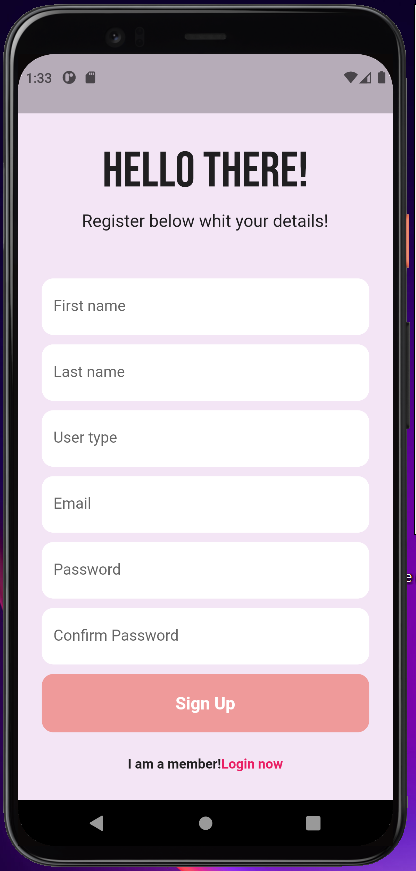 1:33
HELLO THERE!
Register below whit your details!
First name
Last name
User type
Email
Password
Confirm Password
Sign Up
I am a member!Login now
e